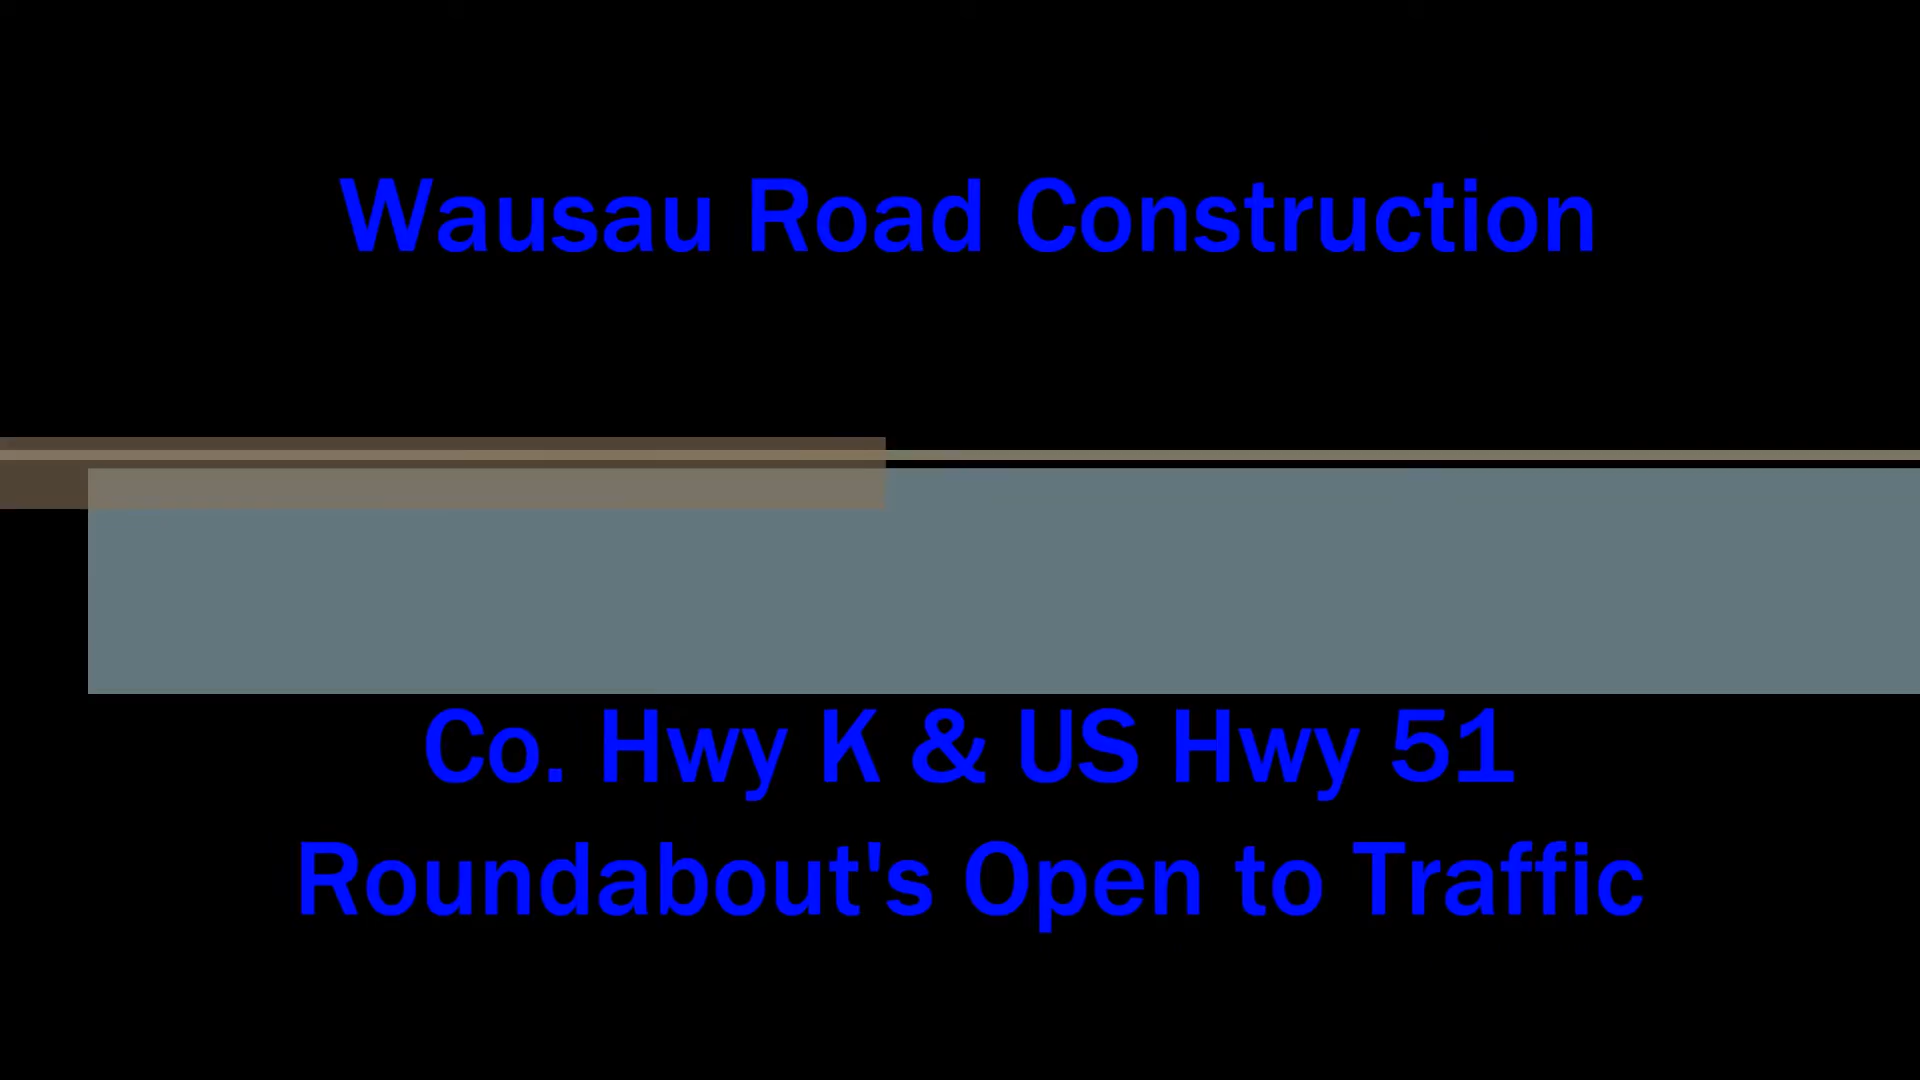 Wausau Road Construction
Co. Hwy K & US Hwy 51
Roundabout's Open to Traffic